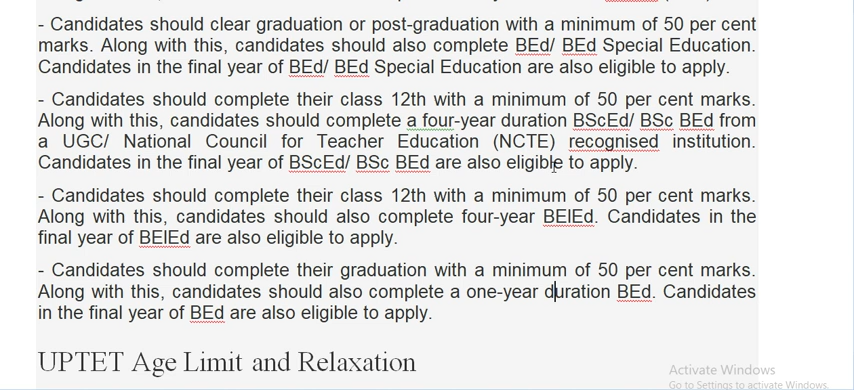 - Candidates should clear graduation or post-graduation with a minimum of 50 per cent
marks. Along with this, candidates should also complete BEd/ BEd Special Education.
Candidates in the final year of BEd/ BEd Special Education are also eligible to apply.
- Candidates should complete their class 12th with a minimum of 50 per cent marks.
Along with this, candidates should complete a four-year duration BScEd/ BSc BEd from
a UGC/ National Council for Teacher Education (NCTE) recognised institution.
Candidates in the final year of BScEd/ BSc BEd are also eligible to apply.
- Candidates should complete their class 12th with a minimum of 50 per cent marks.
Along with this, candidates should also complete four-year BElEd. Candidates in the
final year of BElEd are also eligible to apply.
- Candidates should complete their graduation with a minimum of 50 per cent marks.
Along with this, candidates should also complete a one-year duration BEd. Candidates
in the final year of BEd are also eligible to apply.
UPTET Age Limit and Relaxation
Activate Windows
Go to Settings to activate Windows.